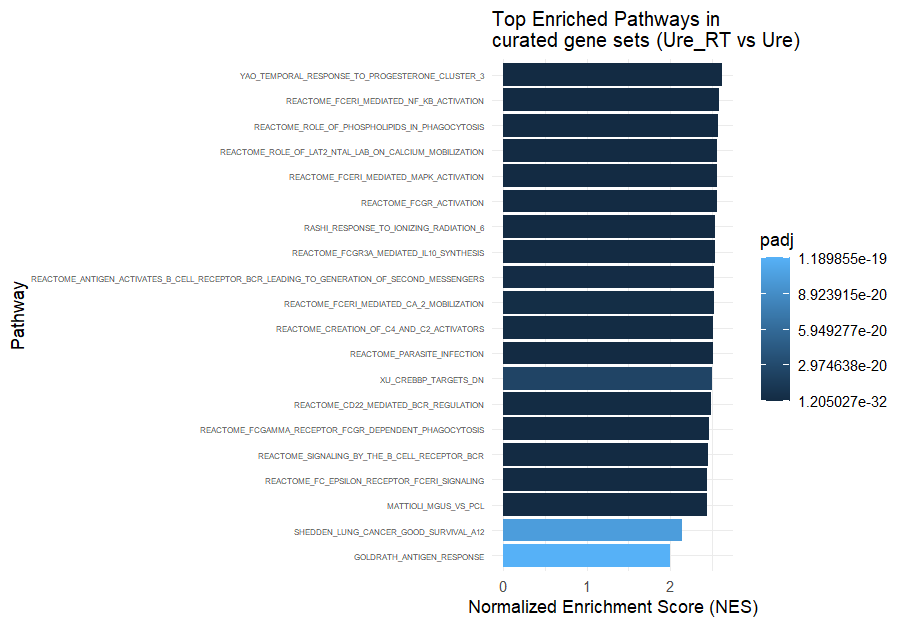 Top Enriched Pathways in
curated gene sets (Ure_RT vs Ure)
Pathway
YAO_TEMPORAL_RESPONSE_TO_PROGESTERONE_CLUSTER_3
REACTOME_FCERI_MEDIATED_NF_KB_ACTIVATION
REACTOME_ROLE_OF_PHOSPHOLIPIDS_IN_PHAGOCYTOSIS
REACTOME_ROLE_OF_LAT2_NTAL_LAB_ON_CALCIUM_MOBILIZATION
REACTOME_FCERI_MEDIATED_MAPK_ACTIVATION
REACTOME_FCGR_ACTIVATION
RASHI_RESPONSE_TO_IONIZING_RADIATION_6
REACTOME_FCGR3A_MEDIATED_IL10_SYNTHESIS
REACTOME_ANTIGEN_ACTIVATES_B_CELL_RECEPTOR_BCR_LEADING_TO_GENERATION_OF_SECOND_MESSENGERS
REACTOME_FCERI_MEDIATED_CA_2_MOBILIZATION
REACTOME_CREATION_OF_C4_AND_C2_ACTIVATORS
REACTOME_PARASITE_INFECTION
XU_CREBBP_TARGETS_DN
REACTOME_CD22_MEDIATED_BCR_REGULATION
REACTOME_FCGAMMA_RECEPTOR_FCGR_DEPENDENT_PHAGOCYTOSIS
REACTOME_SIGNALING_BY_THE_B_CELL_RECEPTOR_BCR
REACTOME_FC_EPSILON_RECEPTOR_FCERI_SIGNALING
MATTIOLI_MGUS_VS_PCL
SHEDDEN_LUNG_CANCER_GOOD_SURVIVAL_A12
GOLDRATH_ANTIGEN_RESPONSE
0 1 2
Normalized Enrichment Score (NES)
padj
1.189855e-19
8.923915e-20
5.949277e-20
2.974638e-20
1.205027e-32